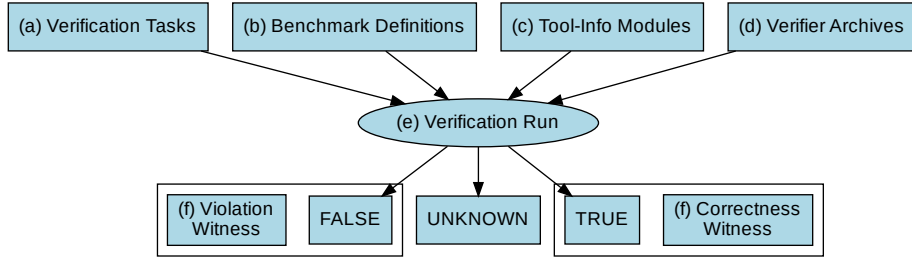 (a) Verification Tasks
(b) Benchmark Definitions
(c) Tool-Info Modules
(d) Verifier Archives
(e) Verification Run
(f) Violation
Witness
FALSE
UNKNOWN
TRUE
(f) Correctness
Witness